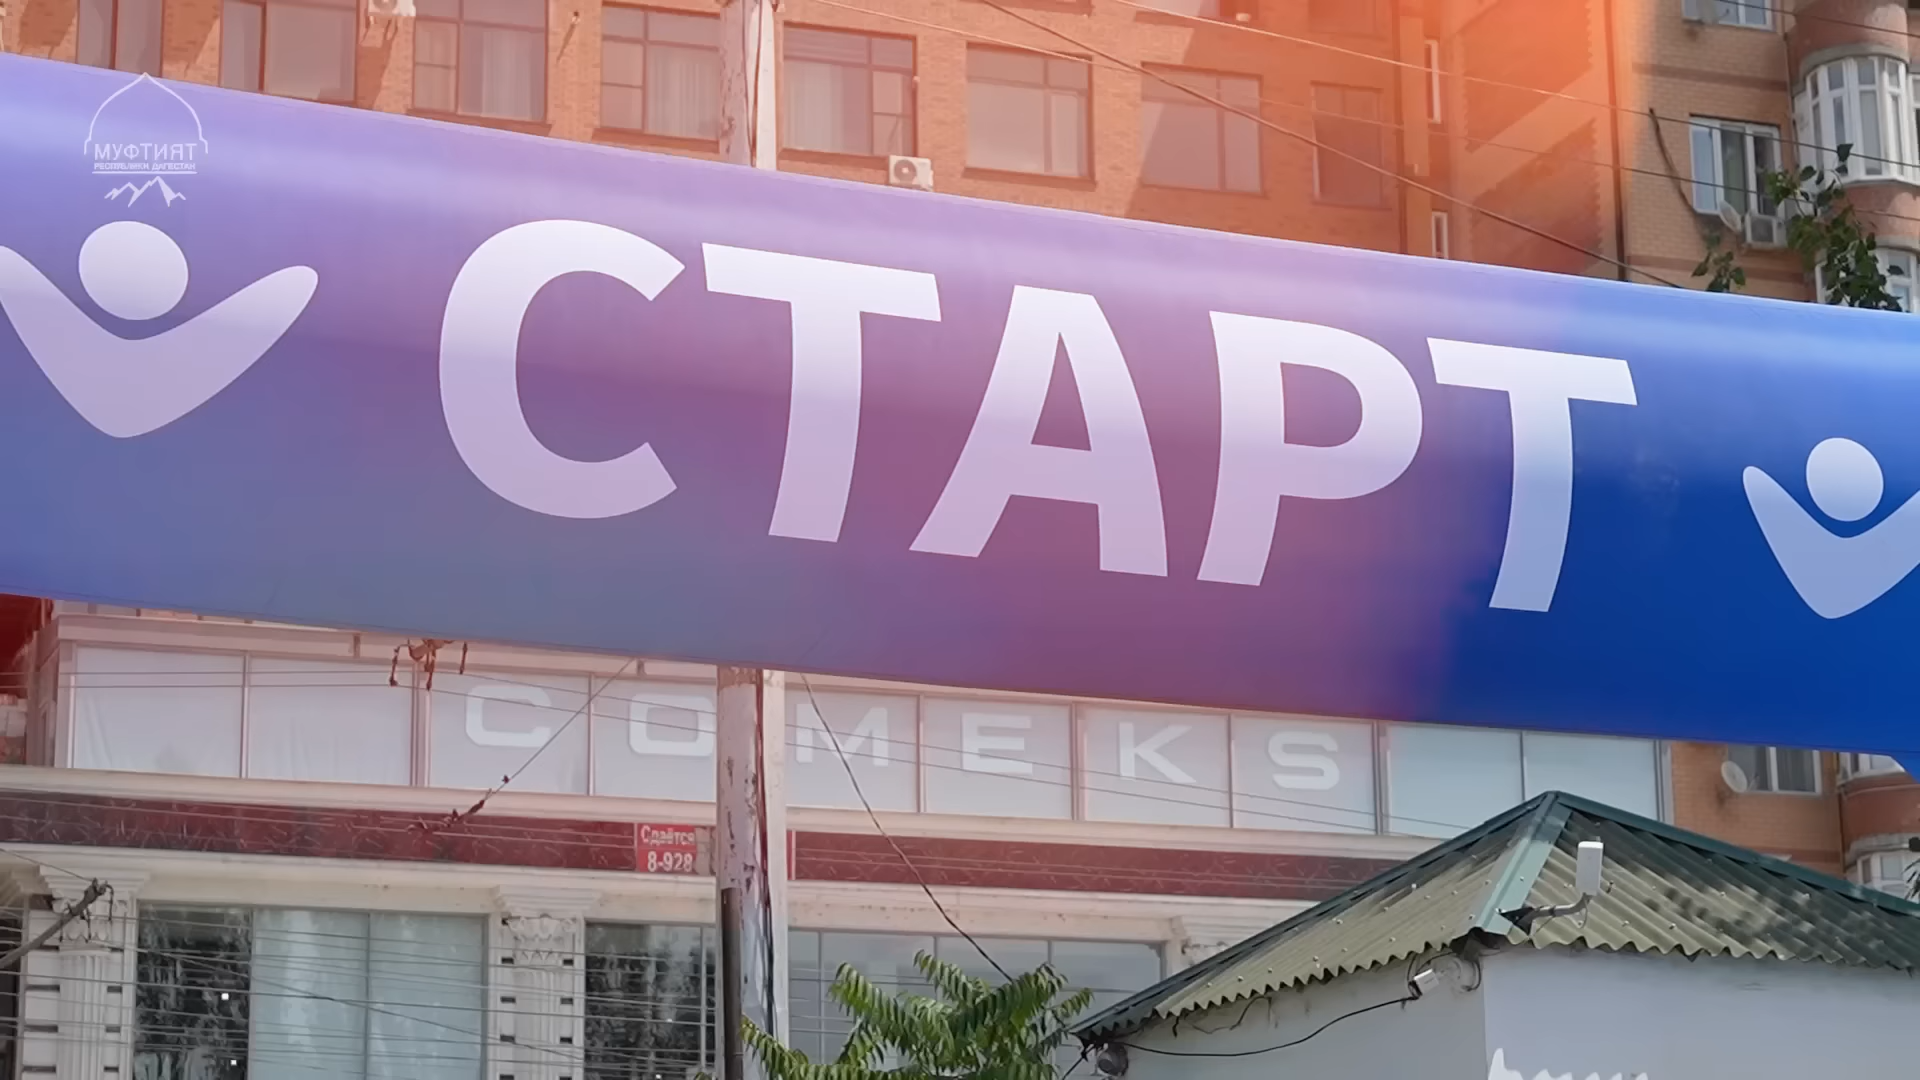 МУФТИЯТ
РЕСПУБЛИКИ ДАГЕСТАН
СТАРТ
COMEKS
Сдаётся
8-928